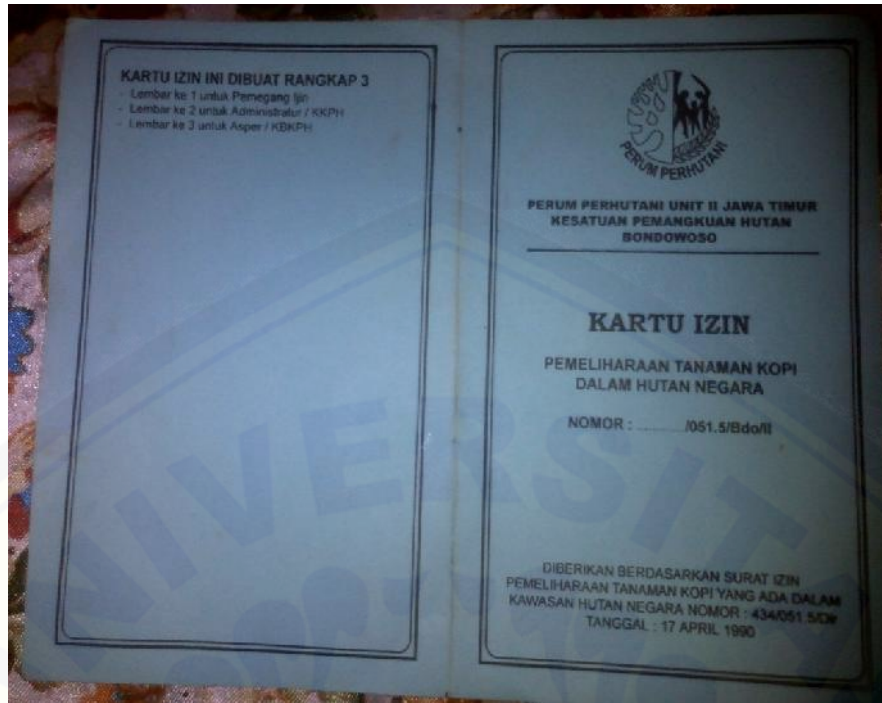 KARTU IZIN INI DIBUAT RANGKAP 3
- Lembar ke 1 untuk Pemegang Ijin
- Lembar ke 2 untuk Administratur / KKPH
- Lembar ke 3 untuk Asper / KBKPH
PERUM PERHUTANI
PERUM PERHUTANI UNIT II JAWA TIMUR
KESATUAN PEMANGKUAN HUTAN
BONDOWOSO
KARTU IZIN
PEMELIHARAAN TANAMAN KOPI
DALAM HUTAN NEGARA
NOMOR : ............/051.5/Bdo/II
DIBERIKAN BERDASARKAN SURAT IZIN
PEMELIHARAAN TANAMAN KOPI YANG ADA DALAM
KAWASAN HUTAN NEGARA NOMOR : 434/051.5/Dir
TANGGAL : 17 APRIL 1990